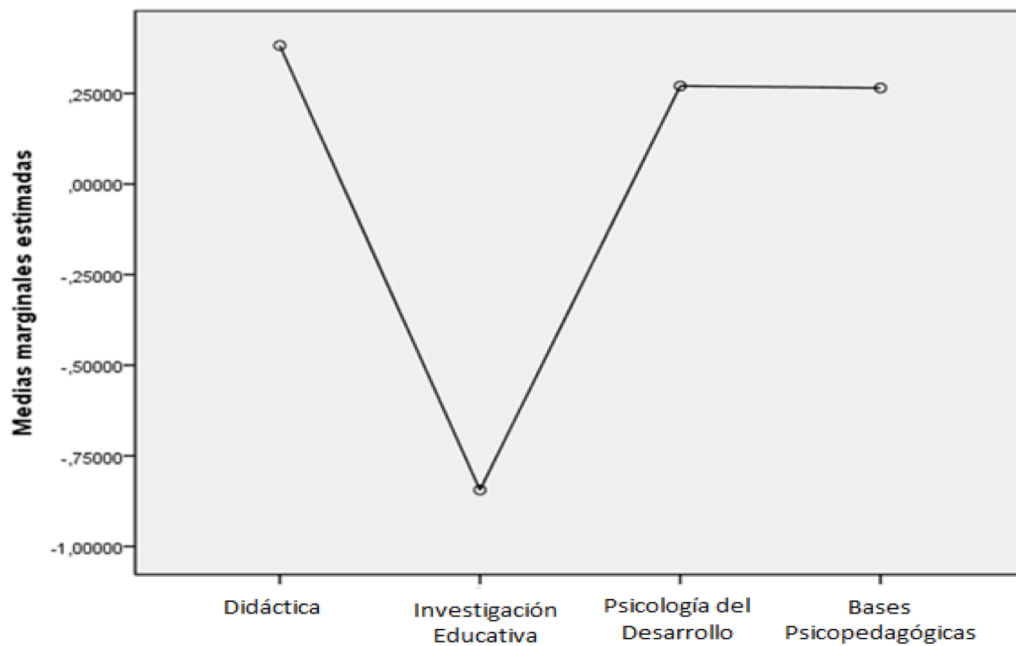 Medias marginales estimadas
,25000
,00000
-,25000
-,50000
-,75000
-1,00000
Didáctica
Investigación
Educativa
Psicología del
Desarrollo
Bases
Psicopedagógicas